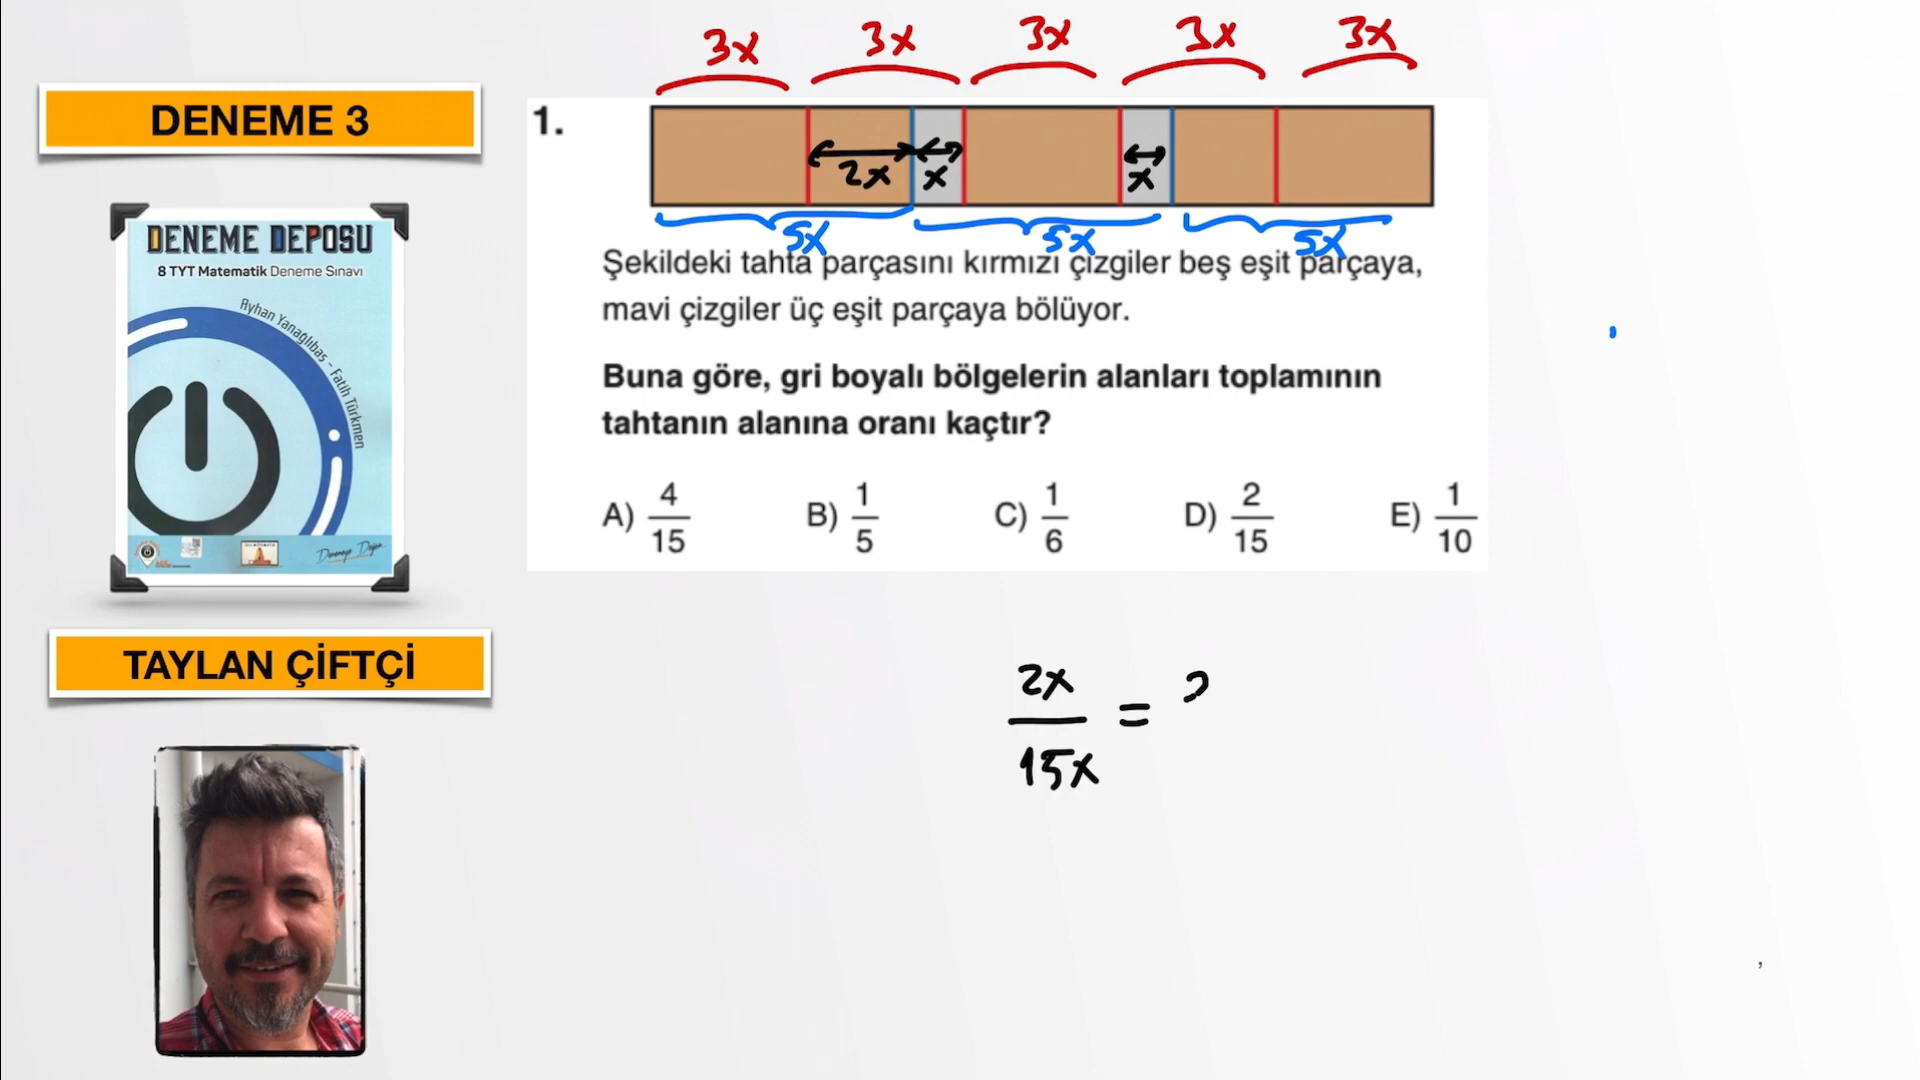 3x 3x 3x 3x 3x
DENEME 3
1.
2x x x
5x 5x 5x
Şekildeki tahta parçasını kırmızı çizgiler beş eşit parçaya,
mavi çizgiler üç eşit parçaya bölüyor.
Buna göre, gri boyalı bölgelerin alanları toplamının
tahtanın alanına oranı kaçtır?
A) 4/15 B) 1/5 C) 1/6 D) 2/15 E) 1/10
DENEME DEPOSU
8 TYT Matematik Deneme Sınavı
Ayhan Yanağlıbaş - Fatih Türkmen
TAYLAN ÇİFTÇİ
2x/15x =